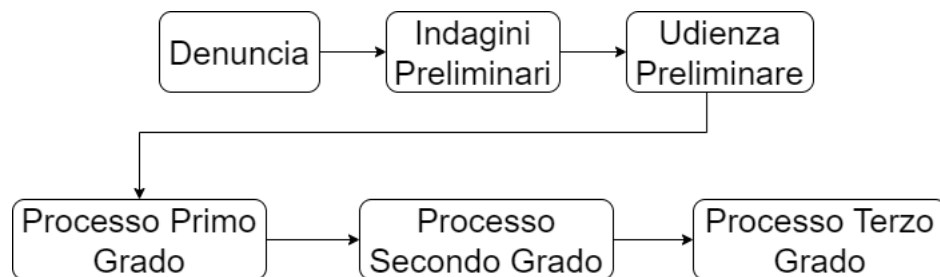 Denuncia
Indagini
Preliminari
Udienza
Preliminare
Processo Primo
Grado
Processo
Secondo Grado
Processo Terzo
Grado